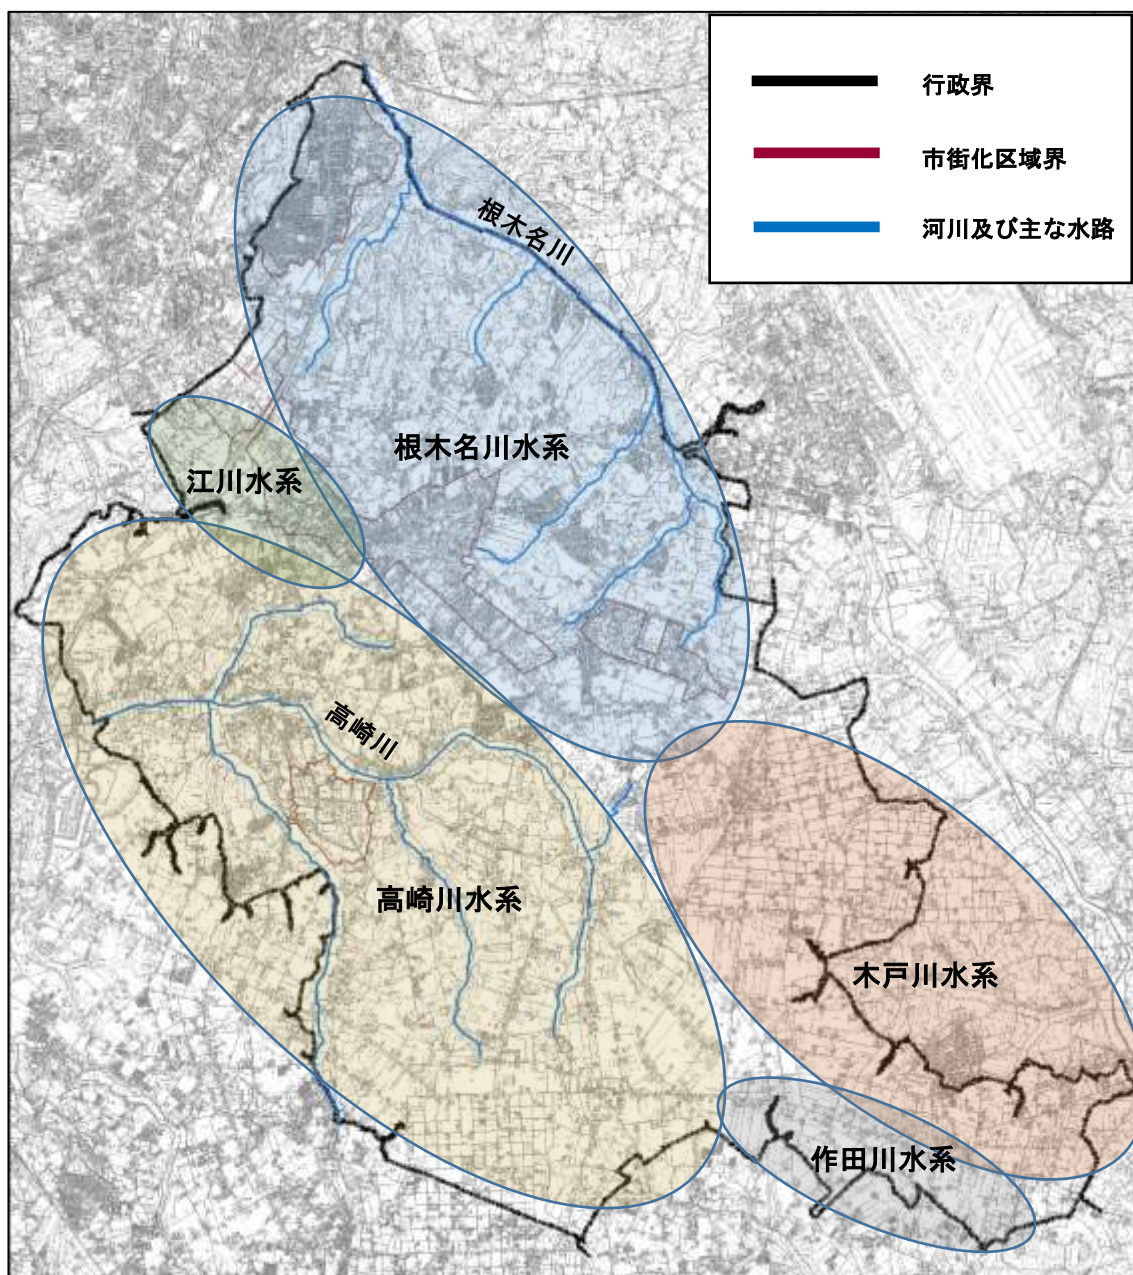 行政界
市街化区域界
河川及び主な水路
根木名川
根木名川水系
江川水系
高崎川
高崎川水系
木戸川水系
作田川水系